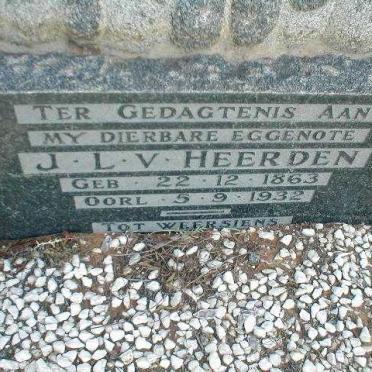 TER GEDAGTENIS AAN
MY DIERBARE EGGENOTE
J · L · V · HEERDEN
GEB · 22 · 12 · 1863
OORL · 5 · 9 · 1932
TOT WEERSIENS